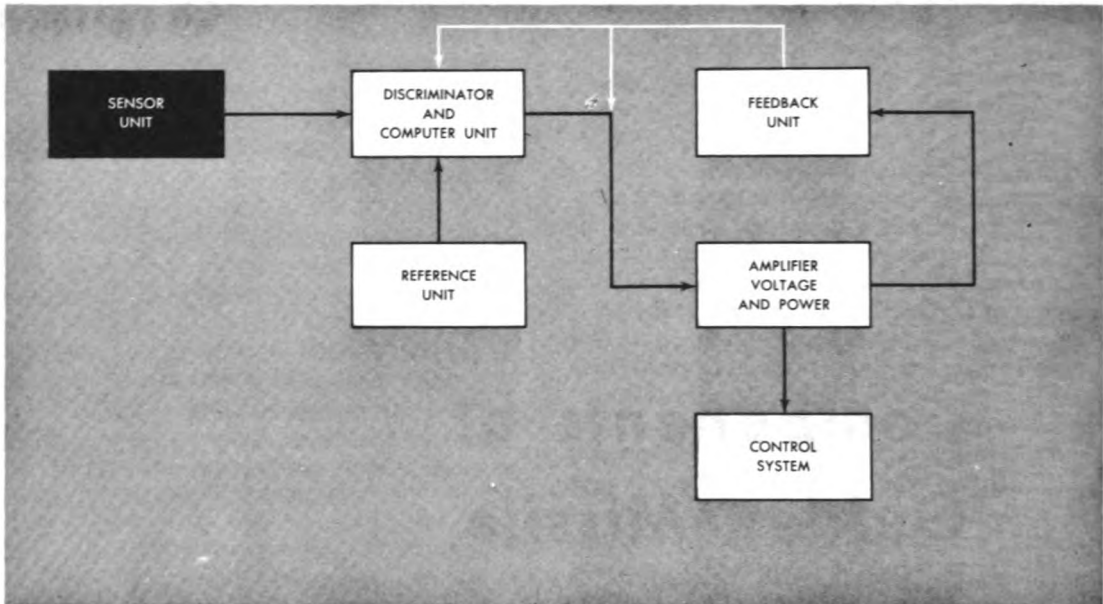 SENSOR
UNIT
DISCRIMINATOR
AND
COMPUTER UNIT
FEEDBACK
UNIT
REFERENCE
UNIT
AMPLIFIER
VOLTAGE
AND POWER
CONTROL
SYSTEM